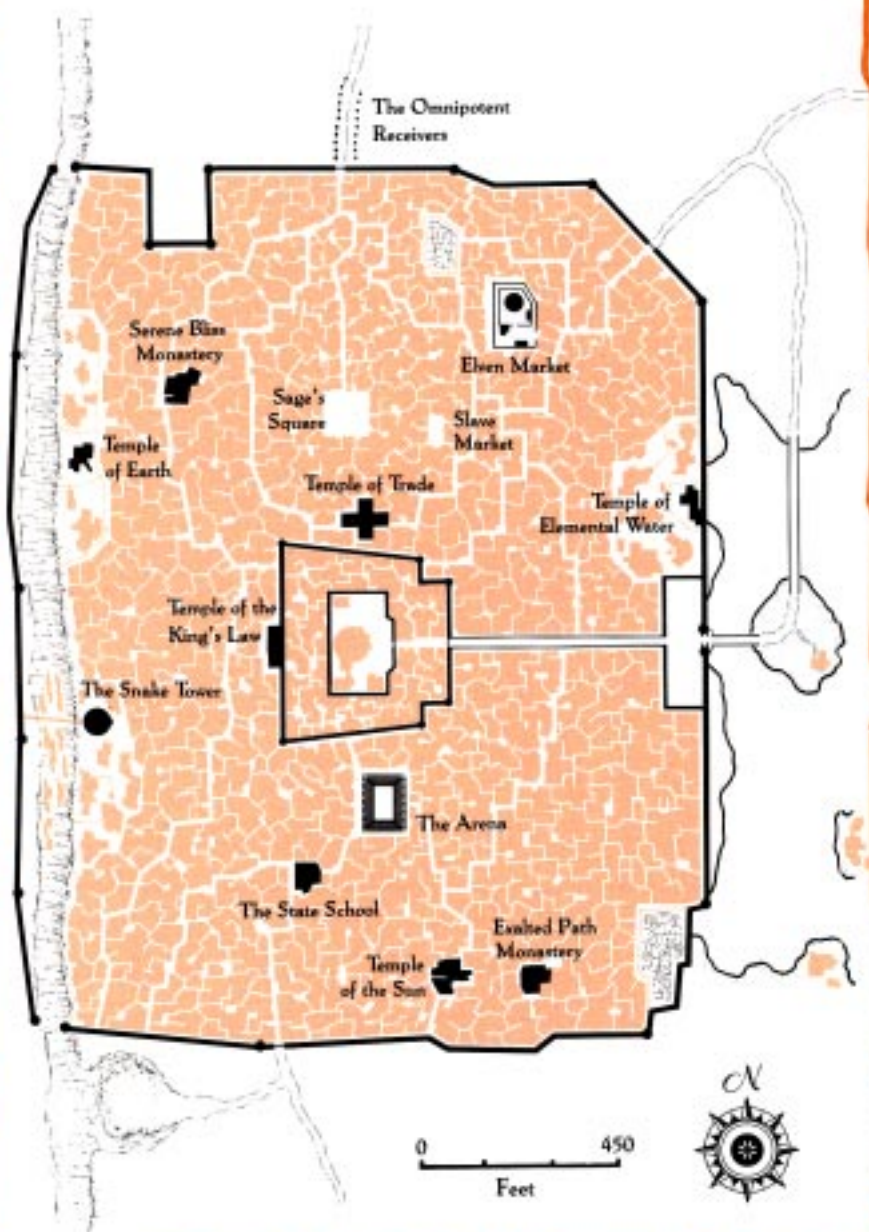 The Omnipotent
Receivers
Serene Bliss
Monastery
Elven Market
Sage's
Square
Slave
Market
Temple
of Earth
Temple of Trade
Temple of
Elemental Water
Temple of the
King's Law
The Snake Tower
The Arena
The State School
Exalted Path
Monastery
Temple
of the Sun
N
0 450
Feet